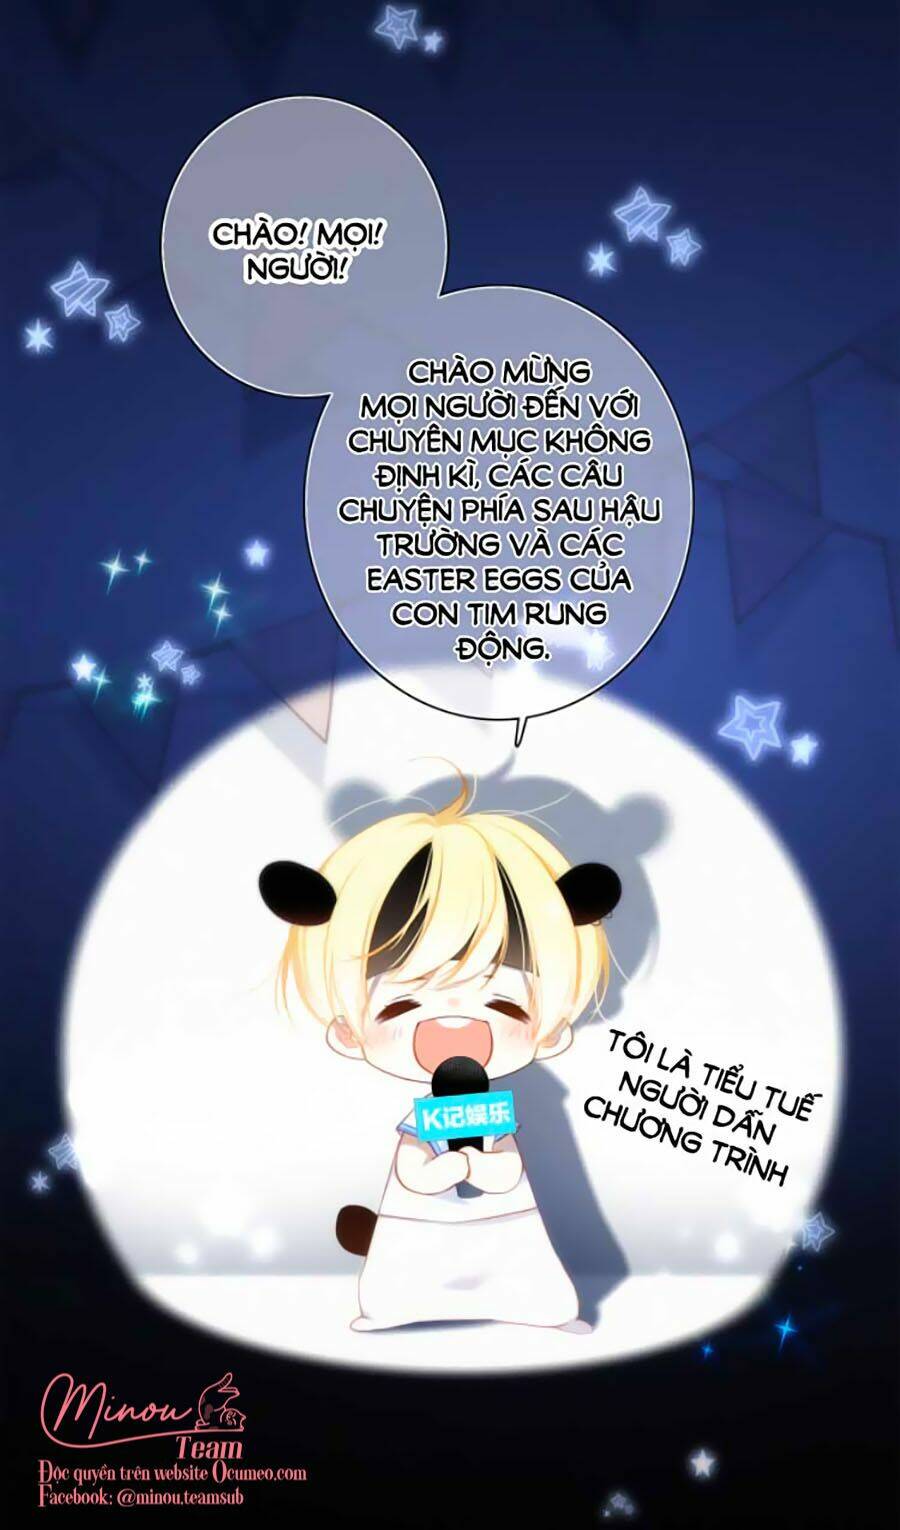 CHÀO! MỌI!
NGƯỜI!
CHÀO MỪNG
MỌI NGƯỜI ĐẾN VỚI
CHUYÊN MỤC KHÔNG
ĐỊNH KÌ, CÁC CÂU
CHUYỆN PHÍA SAU HẬU
TRƯỜNG VÀ CÁC
EASTER EGGS CỦA
CON TIM RUNG
ĐỘNG.
K记娱乐
TÔI LÀ TIỂU TUẾ
NGƯỜI DẪN
CHƯƠNG TRÌNH
Minou
Team
Độc quyền trên website Ocumeo.com
Facebook: @minou.teamsub